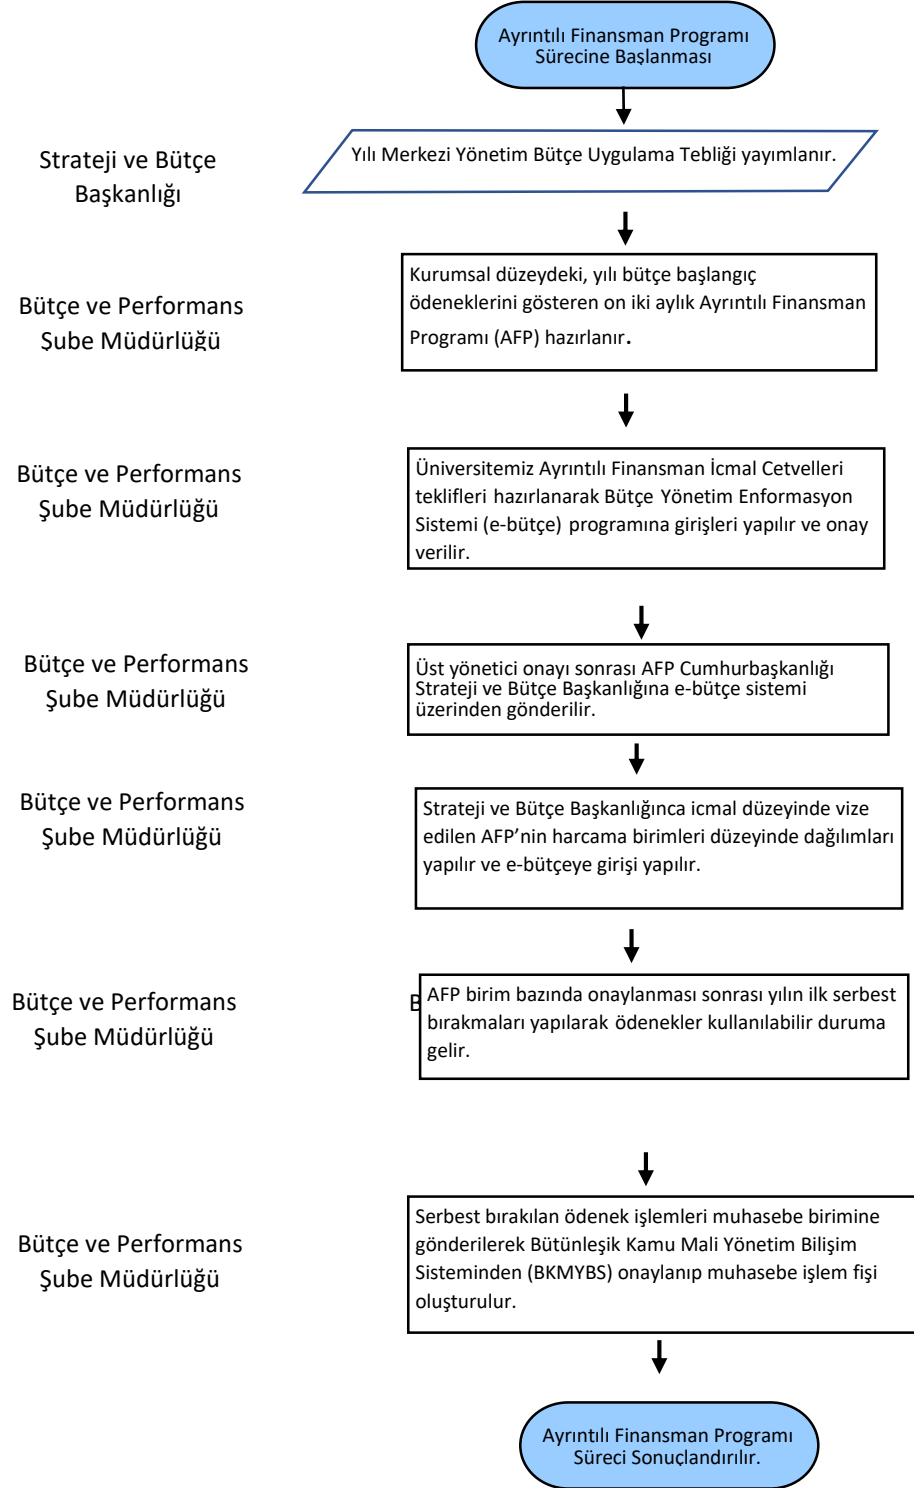 Ayrıntılı Finansman Programı
Sürecine Başlanması
Strateji ve Bütçe
Başkanlığı
Yılı Merkezi Yönetim Bütçe Uygulama Tebliği yayımlanır.
Bütçe ve Performans
Şube Müdürlüğü
Kurumsal düzeydeki, yılı bütçe başlangıç
ödeneklerini gösteren on iki aylık Ayrıntılı Finansman
Programı (AFP) hazırlanır.
Bütçe ve Performans
Şube Müdürlüğü
Üniversitemiz Ayrıntılı Finansman İcmal Cetvelleri
teklifleri hazırlanarak Bütçe Yönetim Enformasyon
Sistemi (e-bütçe) programına girişleri yapılır ve onay
verilir.
Bütçe ve Performans
Şube Müdürlüğü
Üst yönetici onayı sonrası AFP Cumhurbaşkanlığı
Strateji ve Bütçe Başkanlığına e-bütçe sistemi
üzerinden gönderilir.
Bütçe ve Performans
Şube Müdürlüğü
Strateji ve Bütçe Başkanlığınca icmal düzeyinde vize
edilen AFP’nin harcama birimleri düzeyinde dağılımları
yapılır ve e-bütçeye girişi yapılır.
Bütçe ve Performans
Şube Müdürlüğü
B
AFP birim bazında onaylanması sonrası yılın ilk serbest
bırakmaları yapılarak ödenekler kullanılabilir duruma
gelir.
Bütçe ve Performans
Şube Müdürlüğü
Serbest bırakılan ödenek işlemleri muhasebe birimine
gönderilerek Bütünleşik Kamu Mali Yönetim Bilişim
Sisteminden (BKMYBS) onaylanıp muhasebe işlem fişi
oluşturulur.
Ayrıntılı Finansman Programı
Süreci Sonuçlandırılır.